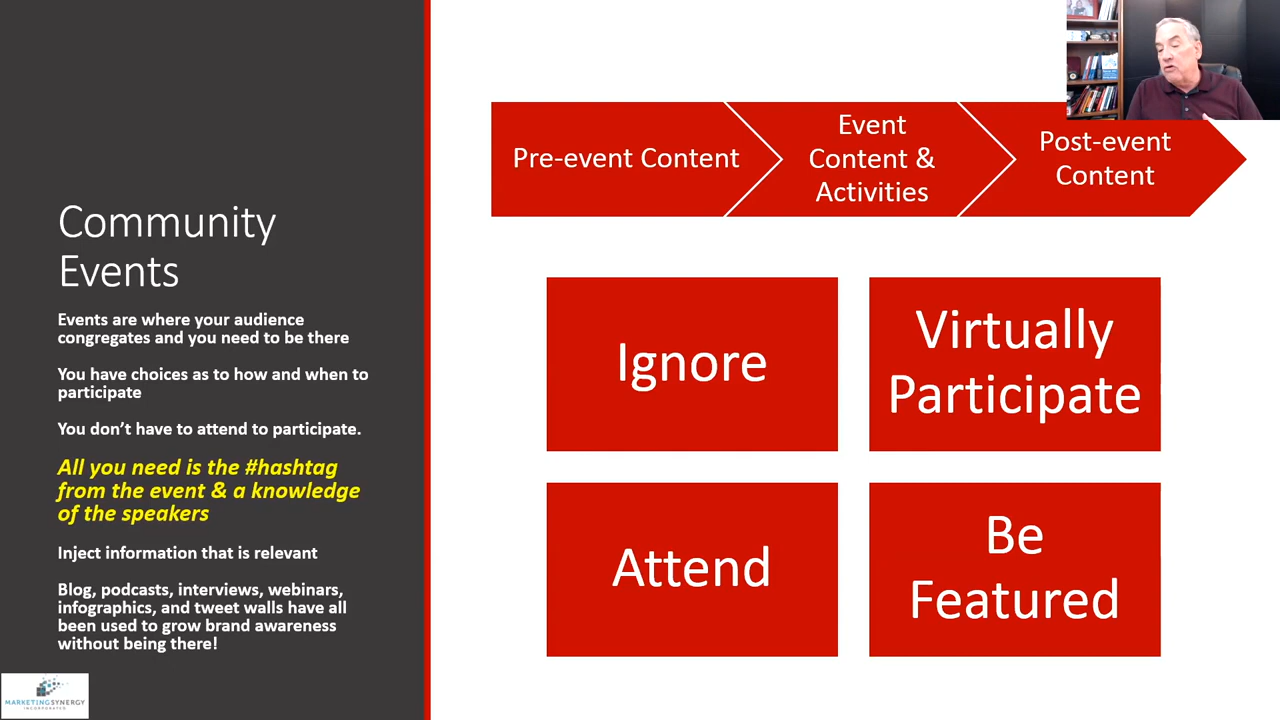 Community
Events
Events are where your audience
congregates and you need to be there
You have choices as to how and when to
participate
You don’t have to attend to participate.
All you need is the #hashtag
from the event & a knowledge
of the speakers
Inject information that is relevant
Blog, podcasts, interviews, webinars,
infographics, and tweet walls have all
been used to grow brand awareness
without being there!
MARKETINGSYNERGY
INCORPORATED
Pre-event Content
Event
Content &
Activities
Post-event
Content
Ignore
Virtually
Participate
Attend
Be
Featured